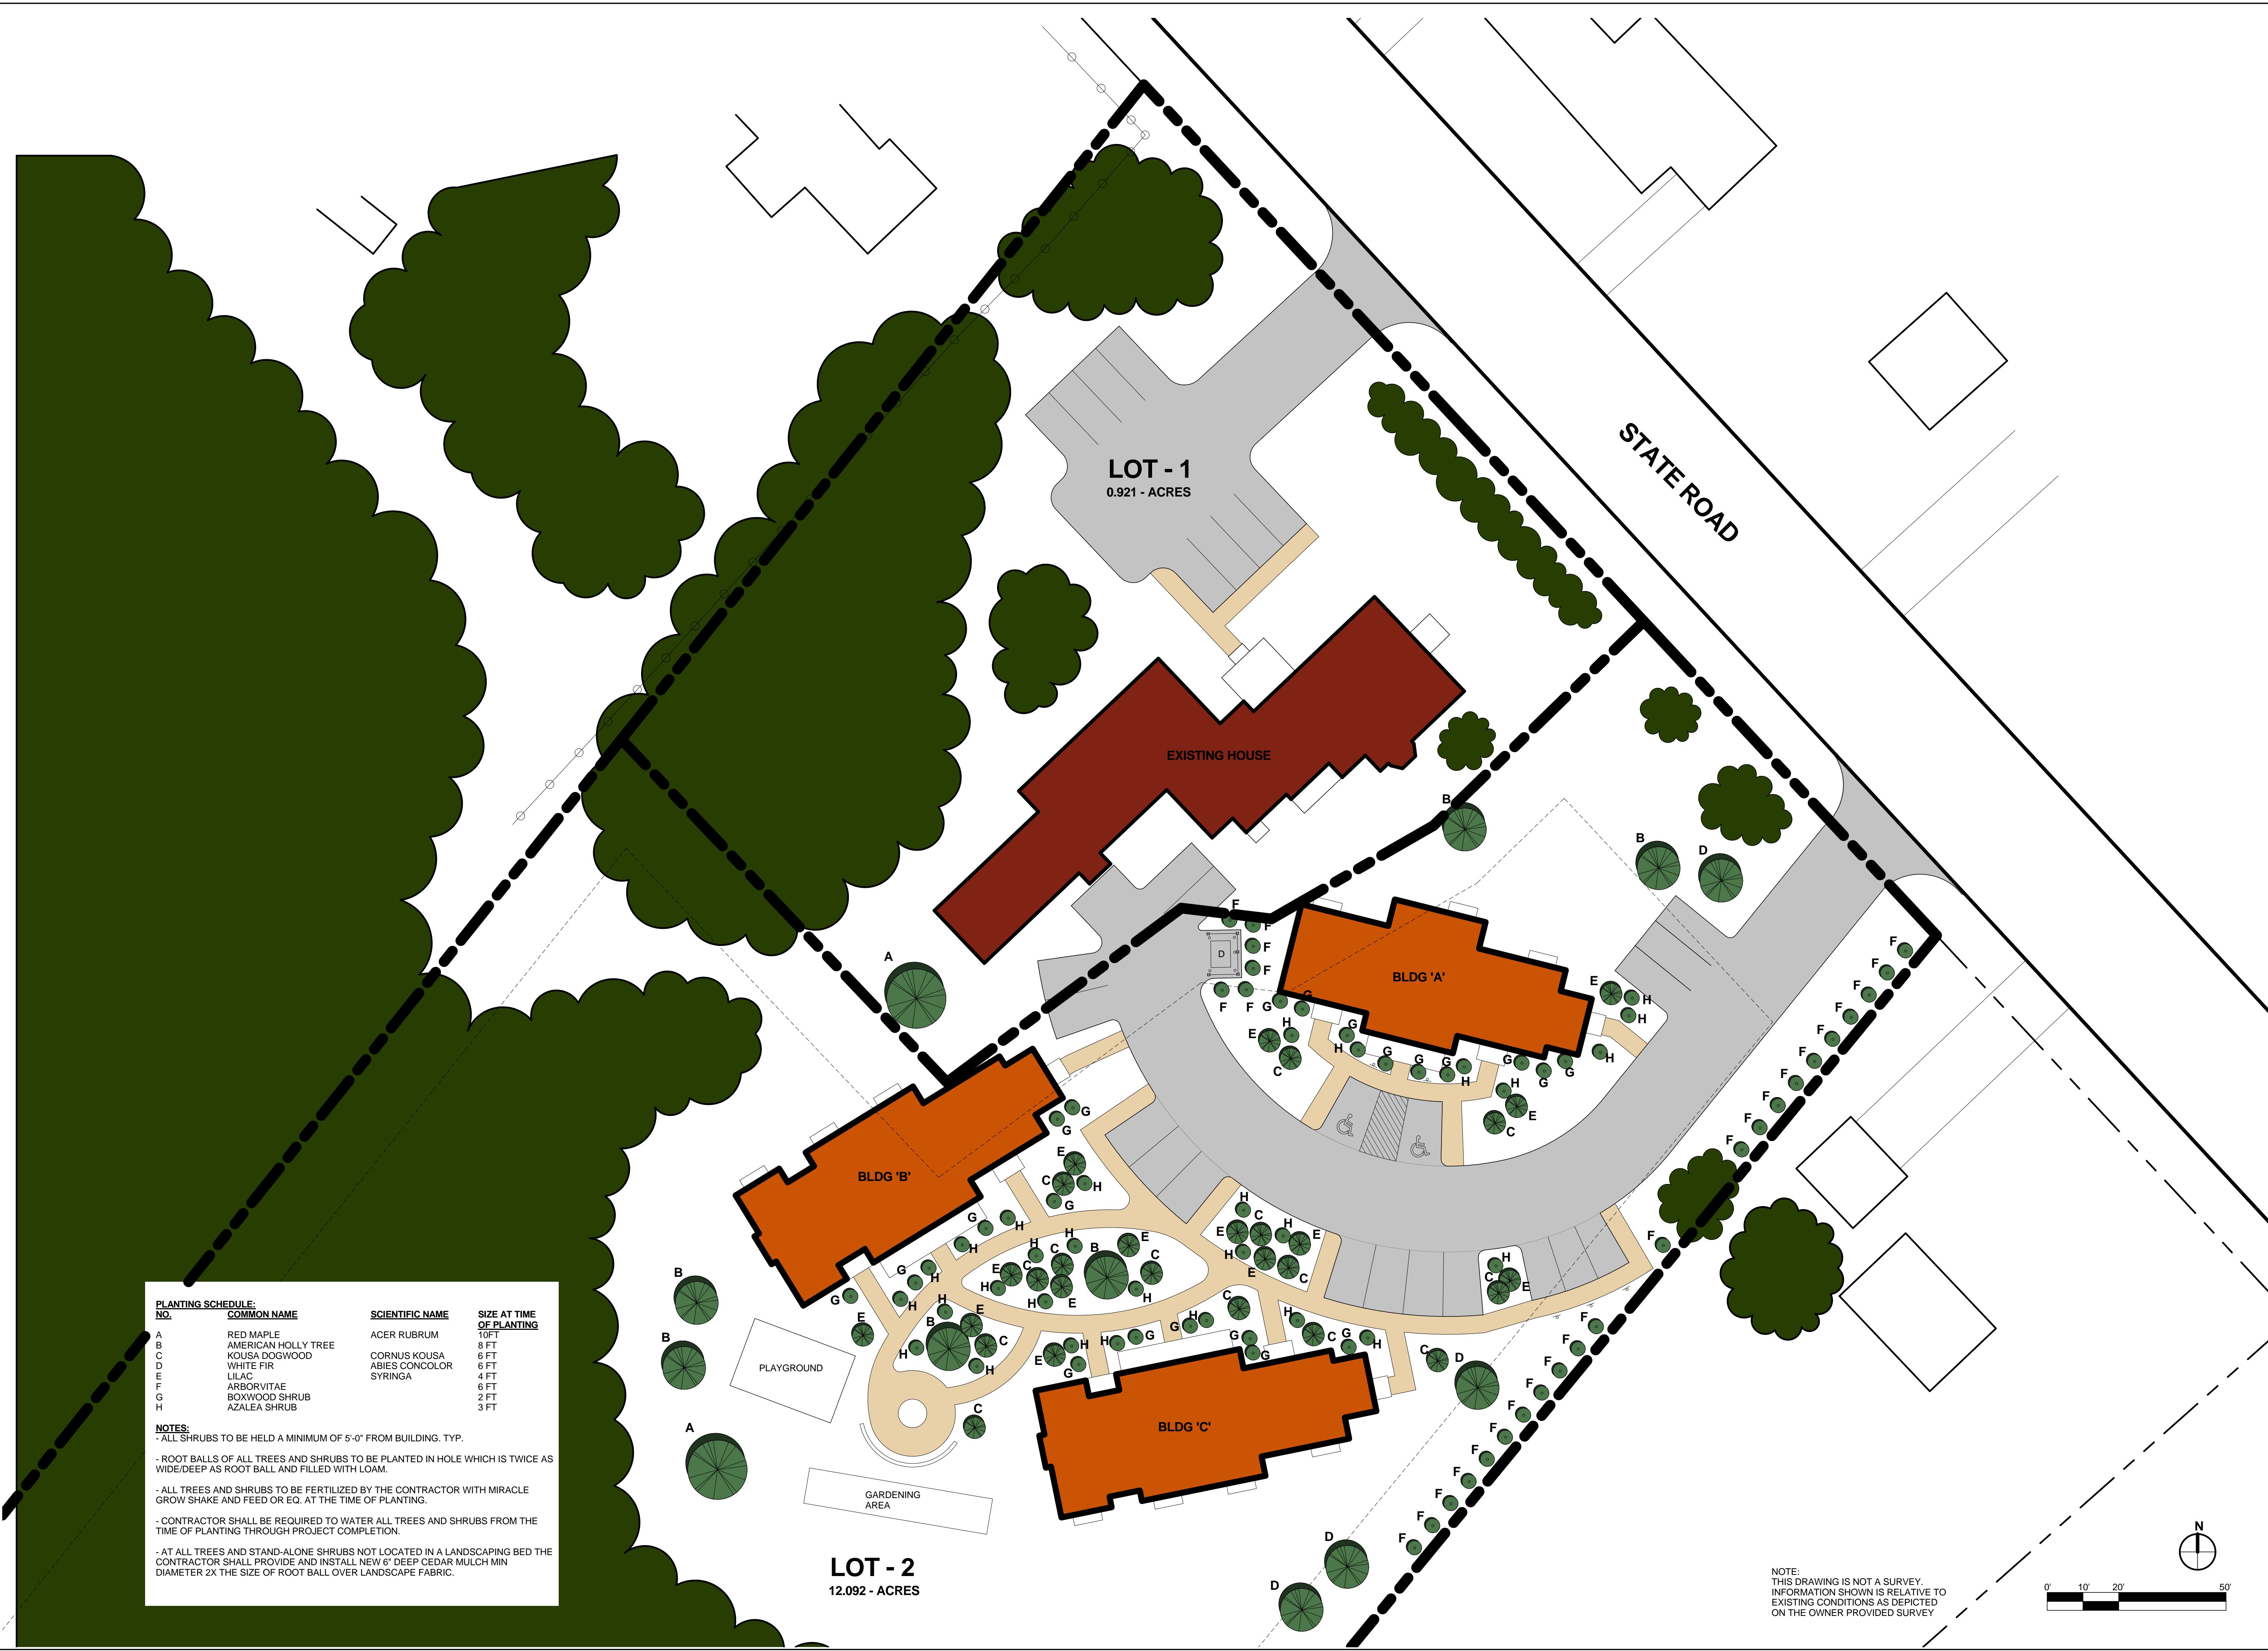 LOT - 1
0.921 - ACRES
STATE ROAD
EXISTING HOUSE
B
B
D
A
F
F
F
F
F
F
D
BLDG 'A'
G
G
E
H
C
G
H
G
G
G
H
G
G
G
H
E
H
H
H
E
C
F
F
F
F
F
F
F
F
F
F
F
BLDG 'B'
G
G
E
C
H
G
G
H
H
G
H
H
G
E
H
C
E
H
E
H
E
C
H
C
H
C
B
E
C
H
E
H
H
E
H
C
E
B
B
H
B
E
C
H
H
PLAYGROUND
A
C
E
H
G
H
G
G
H
C
G
G
H
C
G
H
C
D
F
F
F
F
F
F
F
F
F
F
F
BLDG 'C'
GARDENING
AREA
D
D
LOT - 2
12.092 - ACRES
PLANTING SCHEDULE:
NO. COMMON NAME SCIENTIFIC NAME SIZE AT TIME
OF PLANTING
A RED MAPLE ACER RUBRUM 10FT
B AMERICAN HOLLY TREE 8 FT
C KOUSA DOGWOOD CORNUS KOUSA 6 FT
D WHITE FIR ABIES CONCOLOR 6 FT
E LILAC SYRINGA 4 FT
F ARBORVITAE 6 FT
G BOXWOOD SHRUB 2 FT
H AZALEA SHRUB 3 FT
NOTES:
- ALL SHRUBS TO BE HELD A MINIMUM OF 5'-0" FROM BUILDING. TYP.
- ROOT BALLS OF ALL TREES AND SHRUBS TO BE PLANTED IN HOLE WHICH IS TWICE AS
WIDE/DEEP AS ROOT BALL AND FILLED WITH LOAM.
- ALL TREES AND SHRUBS TO BE FERTILIZED BY THE CONTRACTOR WITH MIRACLE
GROW SHAKE AND FEED OR EQ. AT THE TIME OF PLANTING.
- CONTRACTOR SHALL BE REQUIRED TO WATER ALL TREES AND SHRUBS FROM THE
TIME OF PLANTING THROUGH PROJECT COMPLETION.
- AT ALL TREES AND STAND-ALONE SHRUBS NOT LOCATED IN A LANDSCAPING BED THE
CONTRACTOR SHALL PROVIDE AND INSTALL NEW 6" DEEP CEDAR MULCH MIN
DIAMETER 2X THE SIZE OF ROOT BALL OVER LANDSCAPE FABRIC.
NOTE:
THIS DRAWING IS NOT A SURVEY.
INFORMATION SHOWN IS RELATIVE TO
EXISTING CONDITIONS AS DEPICTED
ON THE OWNER PROVIDED SURVEY
N
0' 10' 20' 50'